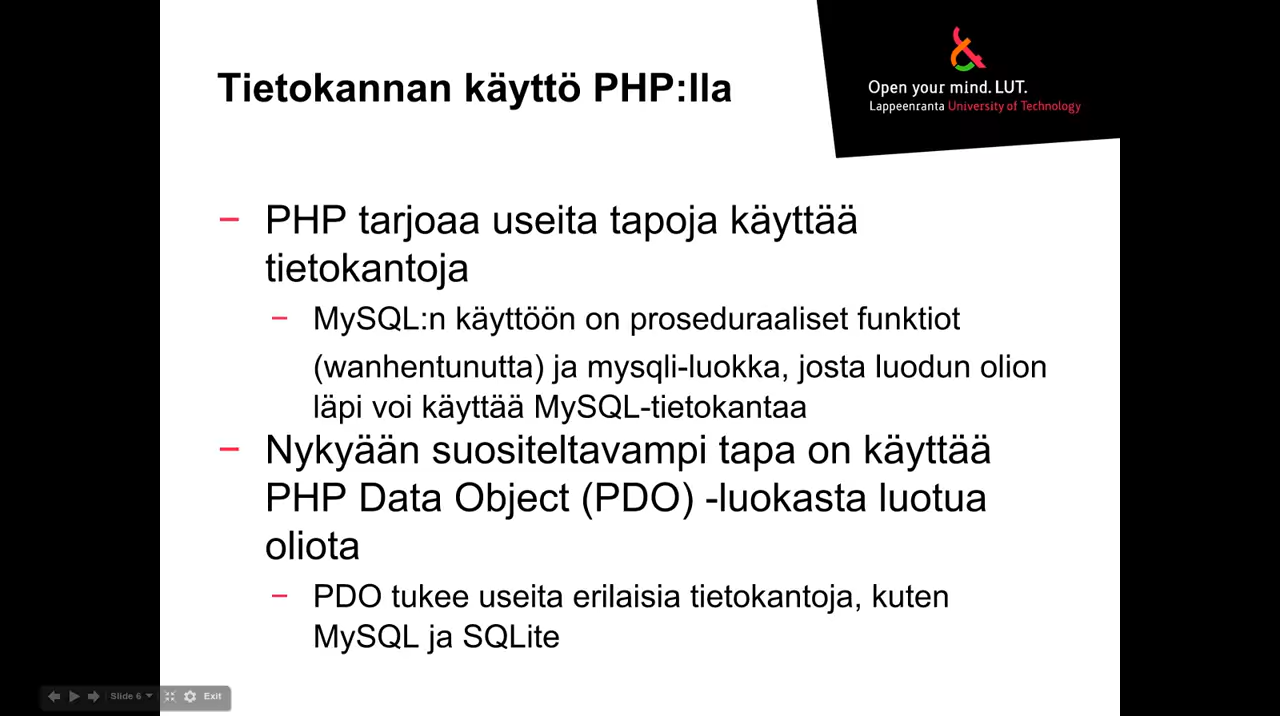 Tietokannan käyttö PHP:lla
Open your mind. LUT.
Lappeenranta University of Technology
– PHP tarjoaa useita tapoja käyttää
tietokantoja
– MySQL:n käyttöön on proseduraaliset funktiot
(wanhentunutta) ja mysqli-luokka, josta luodun olion
läpi voi käyttää MySQL-tietokantaa
– Nykyään suositeltavampi tapa on käyttää
PHP Data Object (PDO) -luokasta luotua
oliota
– PDO tukee useita erilaisia tietokantoja, kuten
MySQL ja SQLite
Slide 6 Exit